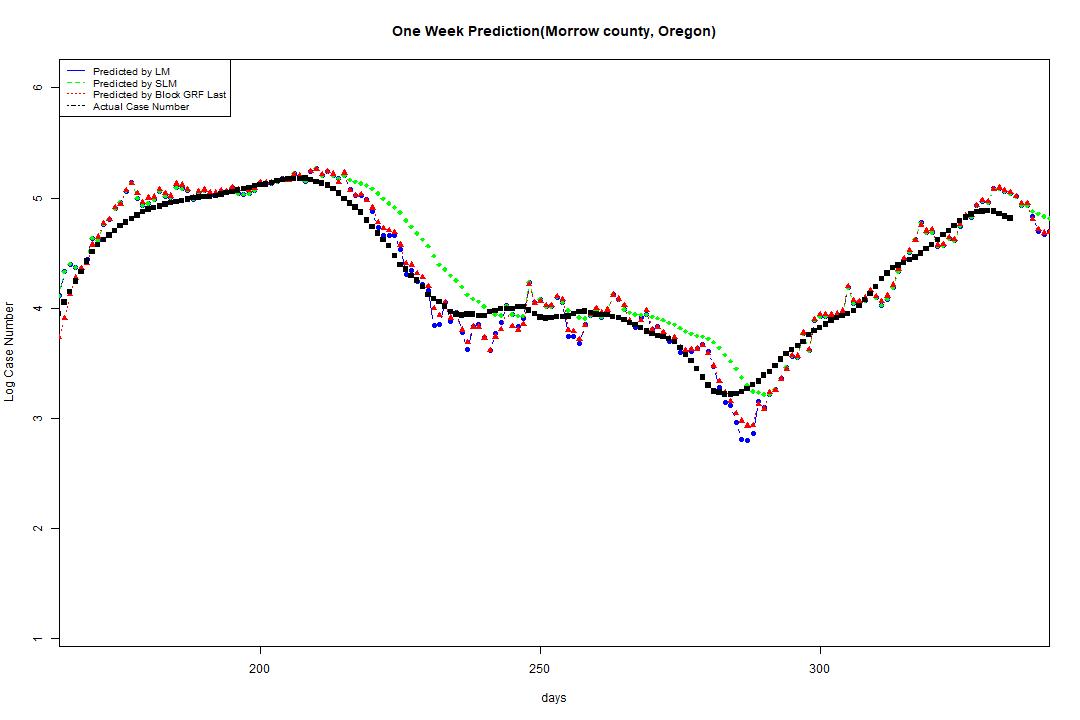 One Week Prediction(Morrow county, Oregon)
Predicted by LM
Predicted by SLM
Predicted by Block GRF Last
Actual Case Number
6
5
4
3
2
1
Log Case Number
200 250 300
days